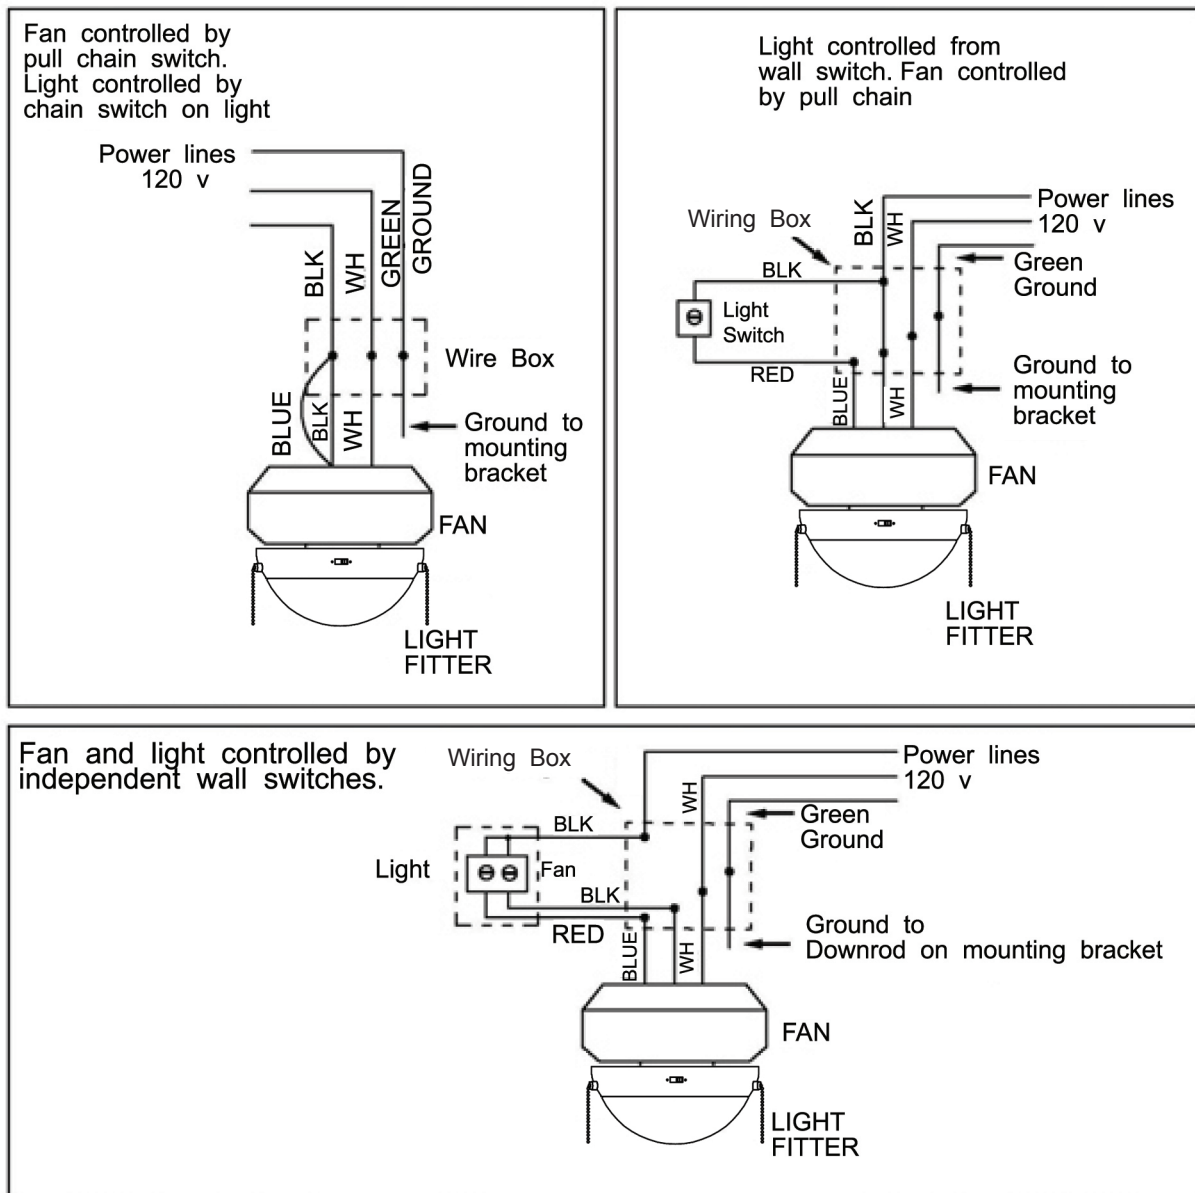 Fan controlled by
pull chain switch.
Light controlled by
chain switch on light
Power lines
120 v
BLK
WH
GREEN
GROUND
Wire Box
BLUE
BLK
WH
Ground to
mounting
bracket
FAN
LIGHT
FITTER
Light controlled from
wall switch. Fan controlled
by pull chain
Power lines
120 v
Wiring Box
BLK
WH
Green
Ground
BLK
Light
Switch
RED
BLUE
WH
Ground to
mounting
bracket
FAN
LIGHT
FITTER
Fan and light controlled by
independent wall switches.
Wiring Box
Power lines
120 v
WH
Green
Ground
BLK
Light
Fan
BLK
RED
BLUE
WH
Ground to
Downrod on mounting bracket
FAN
LIGHT
FITTER